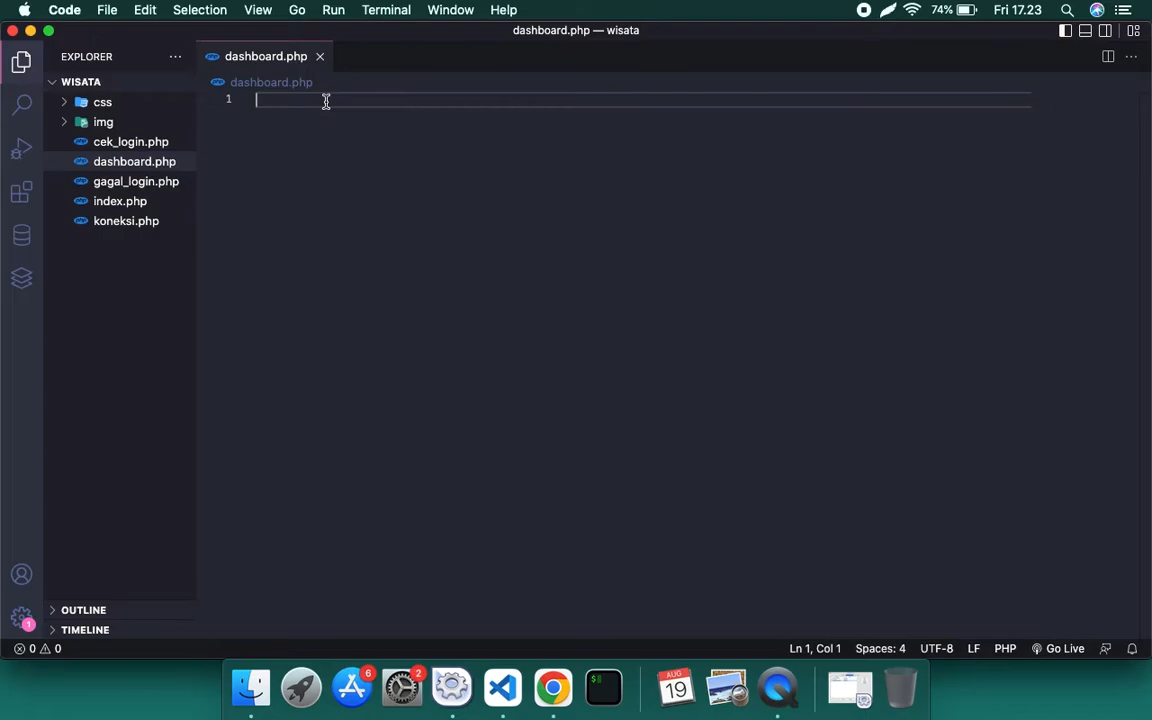 Code File Edit Selection View Go Run Terminal Window Help 74% Fri 17.23
dashboard.php — wisata
EXPLORER
dashboard.php
WISATA
dashboard.php
css
1
img
cek_login.php
dashboard.php
gagal_login.php
index.php
koneksi.php
1
OUTLINE
TIMELINE
0 0 Ln 1, Col 1 Spaces: 4 UTF-8 LF PHP Go Live
6
2
AUG
19